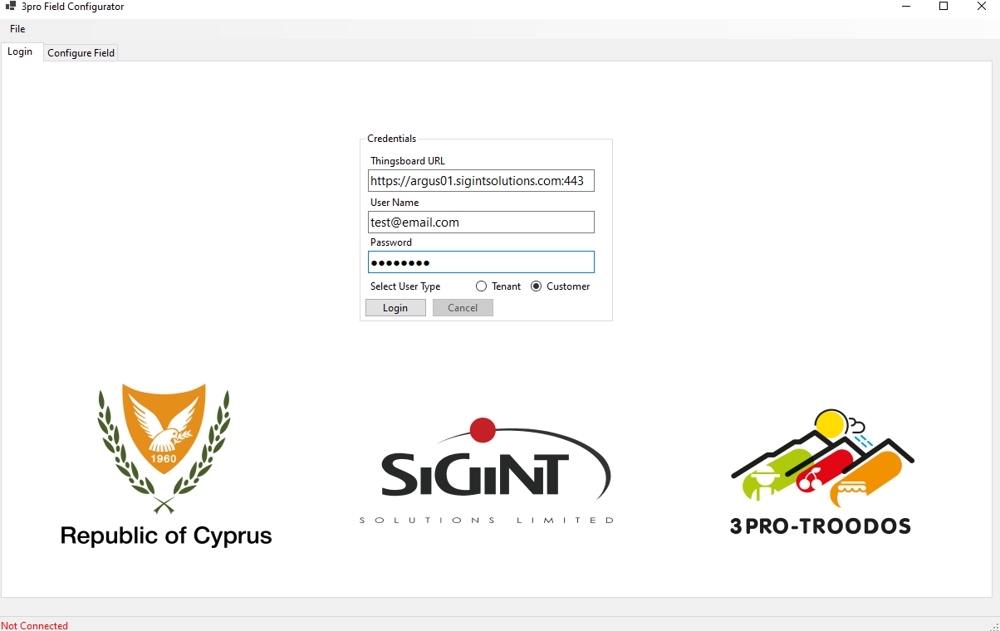 3pro Field Configurator
File
Login
Configure Field
Credentials
Thingsboard URL
https://argus01.sigintsolutions.com:443
User Name
test@email.com
Password
●●●●●●●●
Select User Type
Tenant
Customer
Login
Cancel
1960
Republic of Cyprus
SiGiNT
SOLUTIONS LIMITED
3PRO-TROODOS
Not Connected